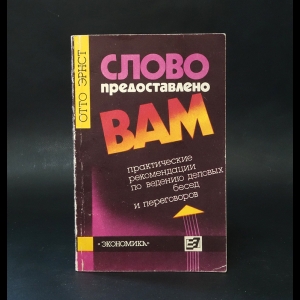 ОТТО ЭРНСТ
СЛОВО
предоставлено
ВАМ
практические
рекомендации
по ведению деловых
бесед
и переговоров
•ЭКОНОМИКА•